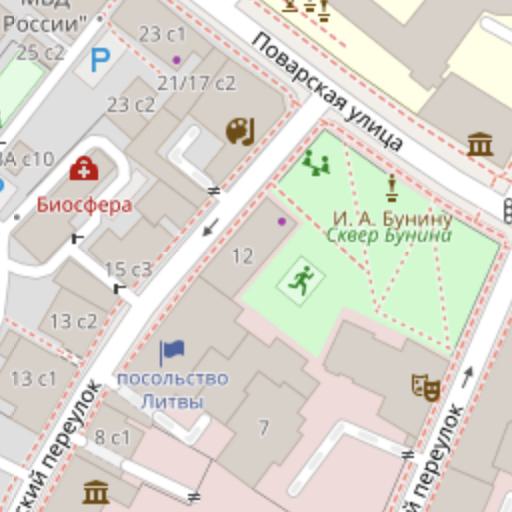 МВД
России"
25 с2
23 с1
P
21/17 с2
Поварская улица
23 с2
с10
Биосфера
И. А. Бунину
Сквер Бунина
12
15 с3
13 с2
посольство
Литвы
13 с1
7
8 с1
переулок
переулок